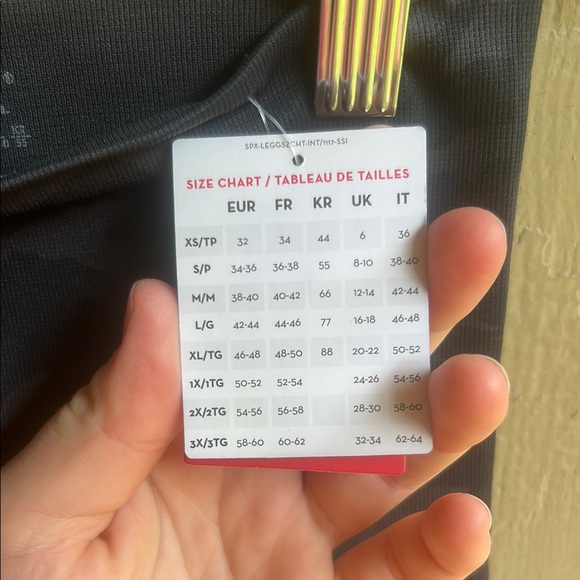 ®
KR
55
SPX-LEGGSZCHT-INT/1117-SSI
SIZE CHART / TABLEAU DE TAILLES
EUR FR KR UK IT
XS/TP 32 34 44 6 36
S/P 34-36 36-38 55 8-10 38-40
M/M 38-40 40-42 66 12-14 42-44
L/G 42-44 44-46 77 16-18 46-48
XL/TG 46-48 48-50 88 20-22 50-52
1X/1TG 50-52 52-54 24-26 54-56
2X/2TG 54-56 56-58 28-30 58-60
3X/3TG 58-60 60-62 32-34 62-64